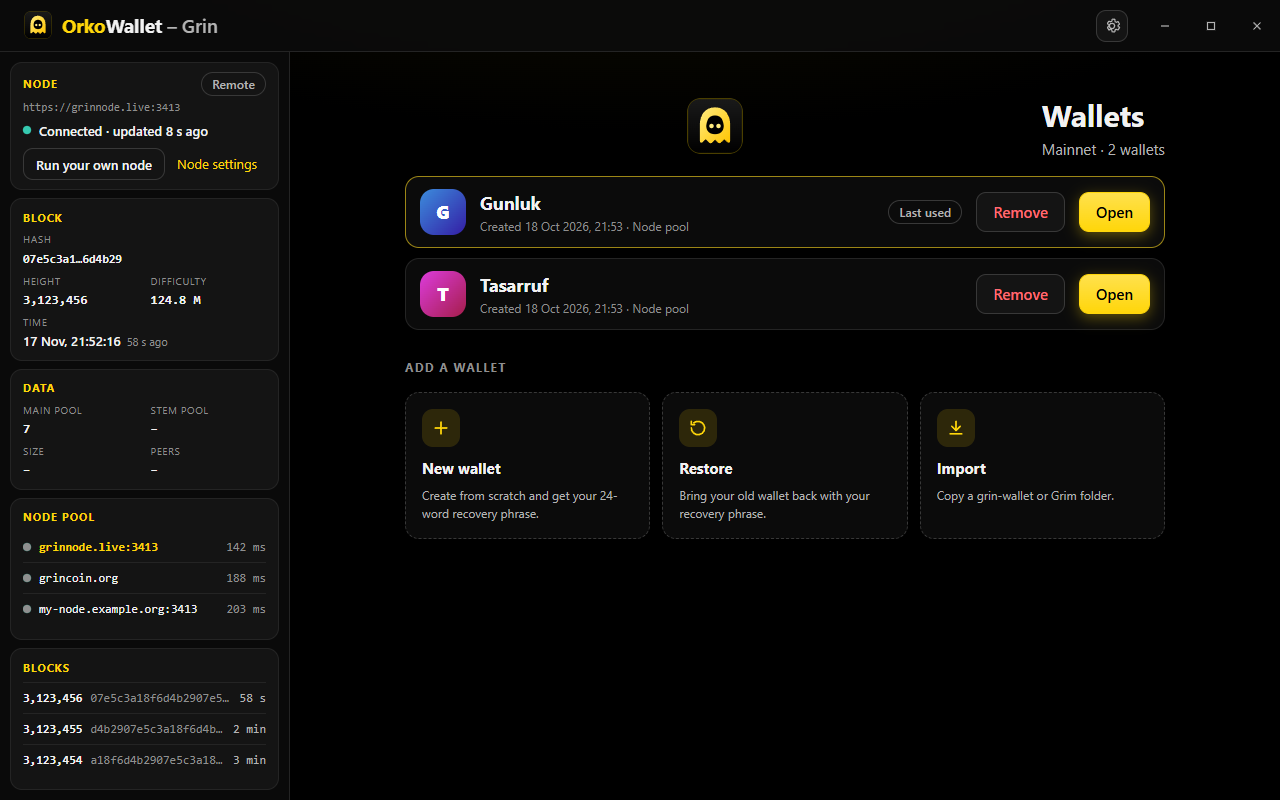 OrkoWallet – Grin
NODE
Remote
https://grinnode.live:3413
Connected · updated 8 s ago
Run your own node
Node settings
BLOCK
HASH
07e5c3a1…6d4b29
HEIGHT DIFFICULTY
3,123,456 124.8 M
TIME
17 Nov, 21:52:16 58 s ago
DATA
MAIN POOL STEM POOL
7 –
SIZE PEERS
– –
NODE POOL
grinnode.live:3413 142 ms
grincoin.org 188 ms
my-node.example.org:3413 203 ms
BLOCKS
3,123,456 07e5c3a18f6d4b2907e5… 58 s
3,123,455 d4b2907e5c3a18f6d4b… 2 min
3,123,454 a18f6d4b2907e5c3a18… 3 min
Wallets
Mainnet · 2 wallets
G
Gunluk
Created 18 Oct 2026, 21:53 · Node pool
Last used
Remove
Open
T
Tasarruf
Created 18 Oct 2026, 21:53 · Node pool
Remove
Open
ADD A WALLET
New wallet
Create from scratch and get your 24-
word recovery phrase.
Restore
Bring your old wallet back with your
recovery phrase.
Import
Copy a grin-wallet or Grim folder.